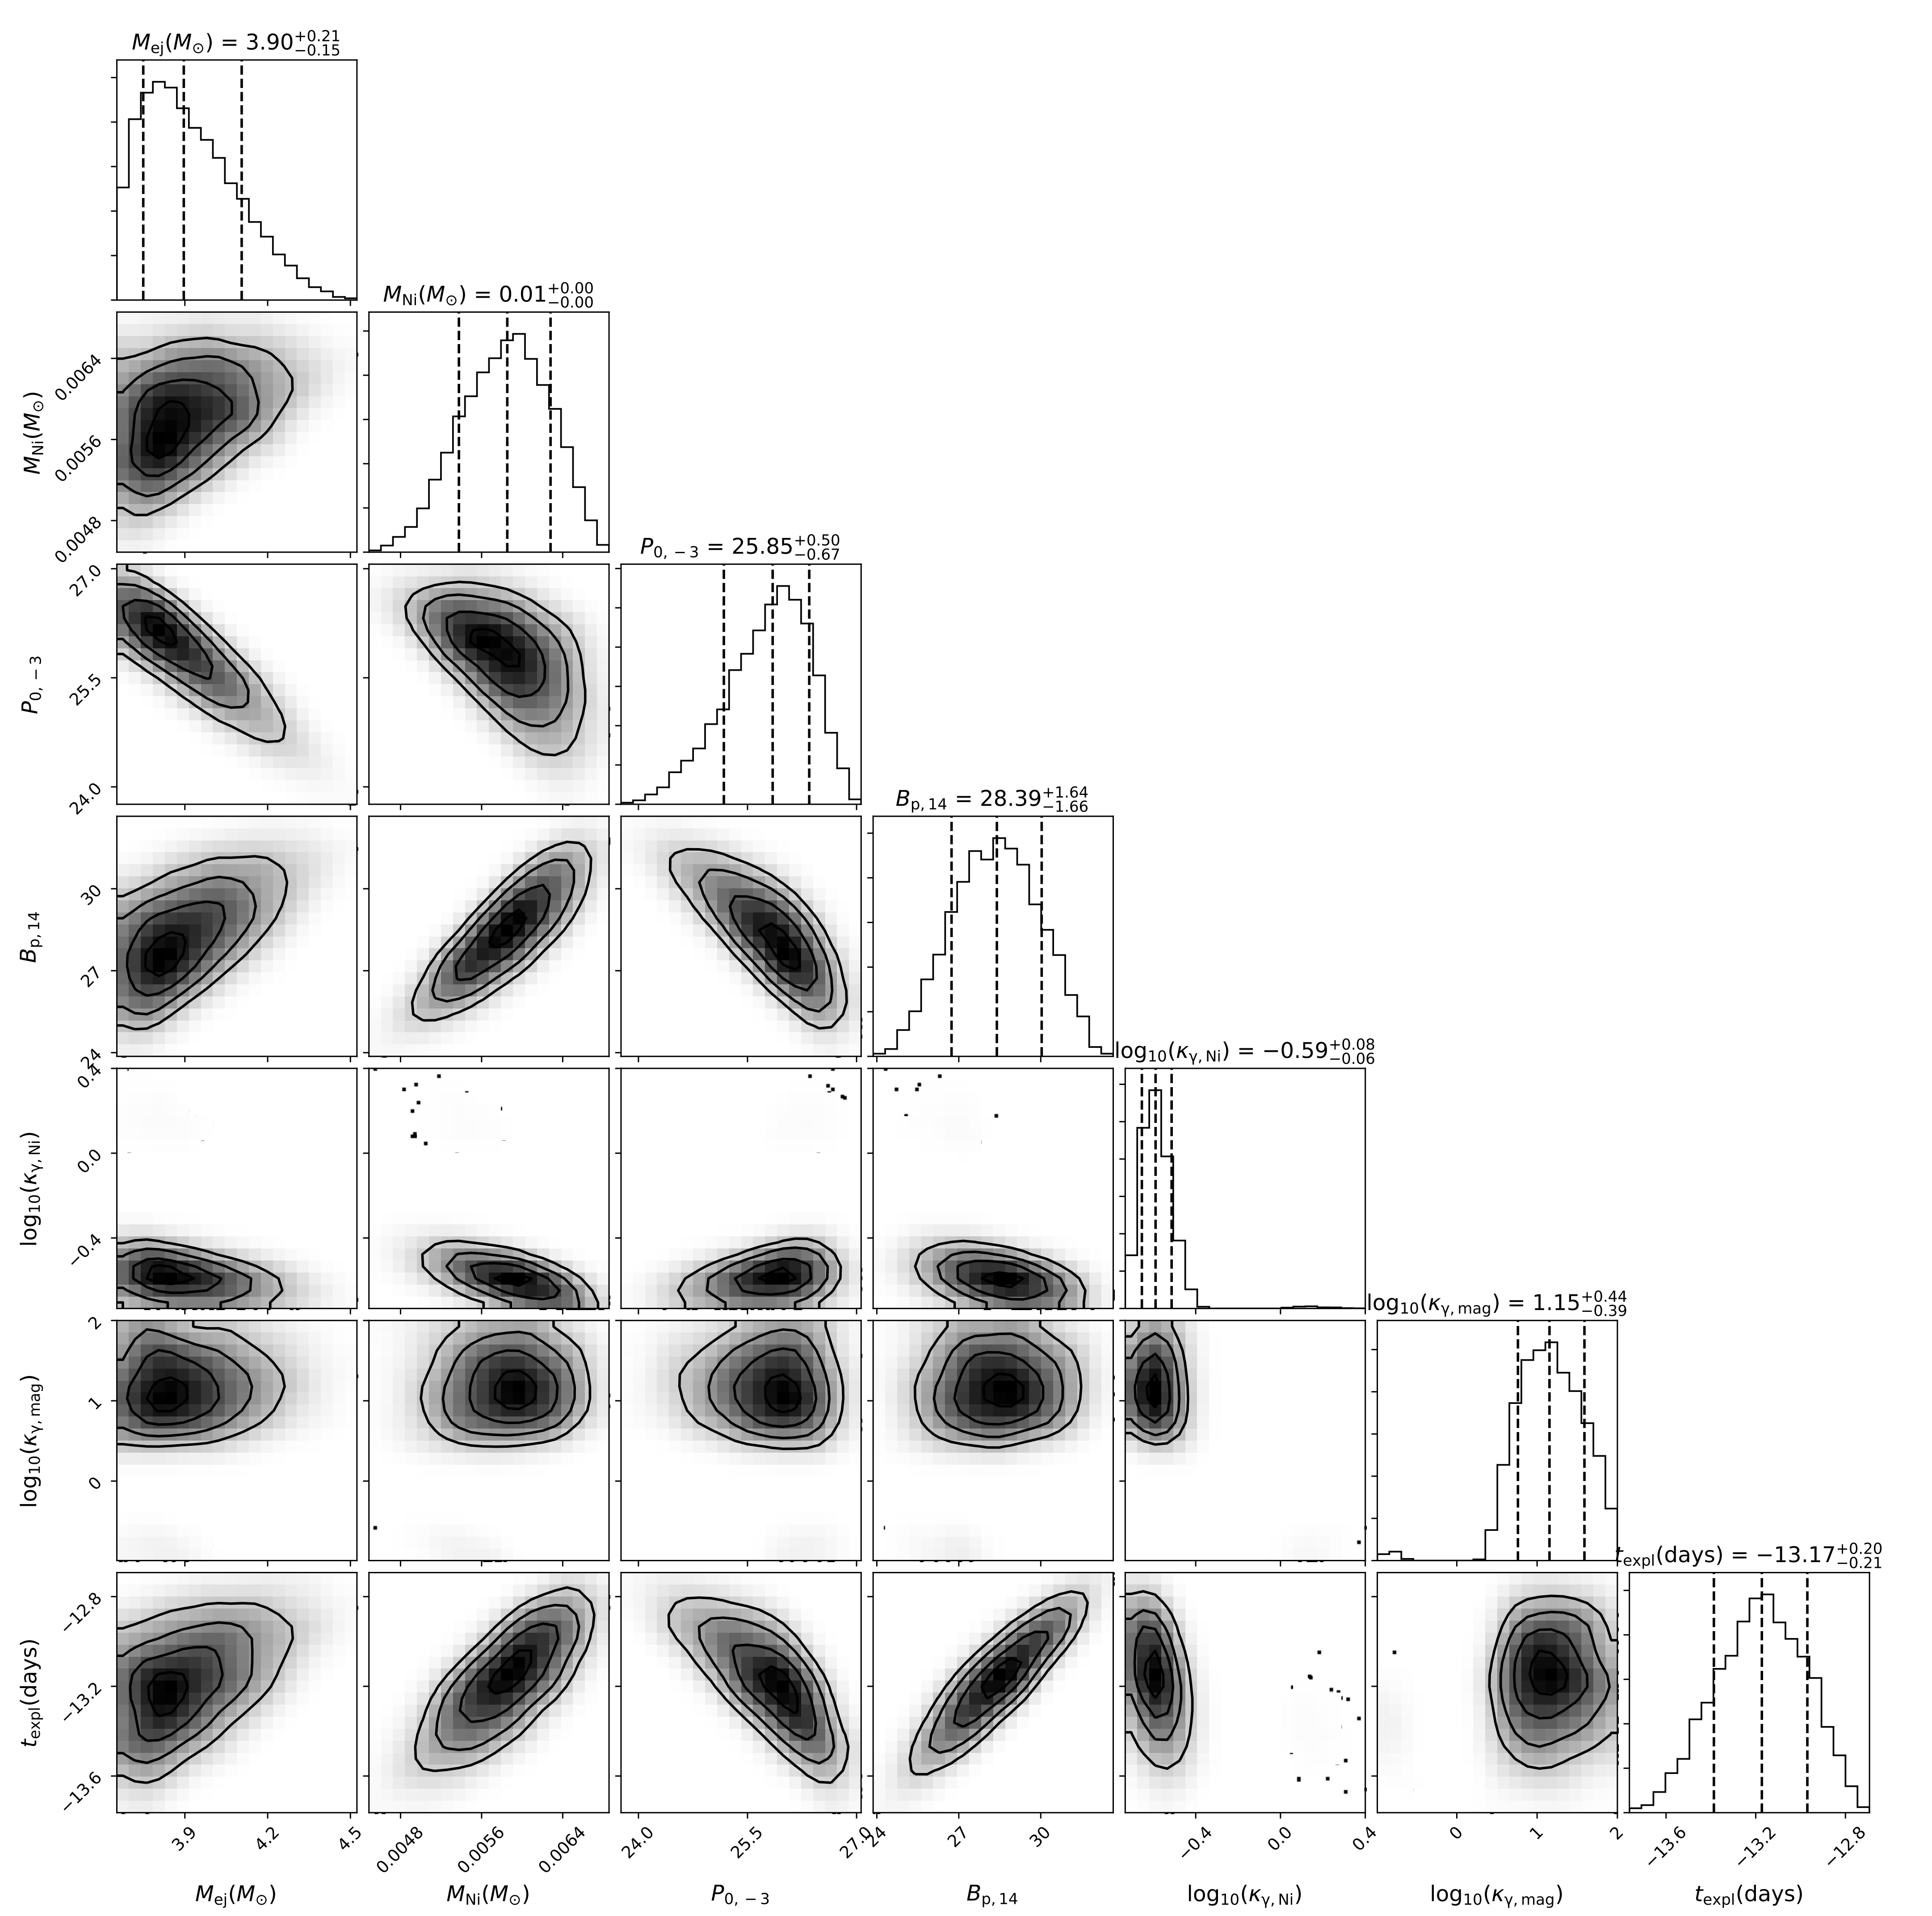 M_ej(M_⊙) = 3.90^{+0.21}_{−0.15}
M_Ni(M_⊙) = 0.01^{+0.00}_{−0.00}
0.0064
0.0056
0.0048
M_Ni(M_⊙)
P_{0,−3} = 25.85^{+0.50}_{−0.67}
27.0
25.5
24.0
P_{0,−3}
B_{p,14} = 28.39^{+1.64}_{−1.66}
30
27
24
B_{p,14}
log₁₀(κ_{γ,Ni}) = −0.59^{+0.08}_{−0.06}
0.4
0.0
−0.4
log₁₀(κ_{γ,Ni})
log₁₀(κ_{γ,mag}) = 1.15^{+0.44}_{−0.39}
2
1
0
log₁₀(κ_{γ,mag})
t_expl(days) = −13.17^{+0.20}_{−0.21}
−12.8
−13.2
−13.6
t_expl(days)
3.9 4.2 4.5 0.0048 0.0056 0.0064 24.0 25.5 27.0 24 27 30 −0.4 0.0 0.4 0 1 2 −13.6 −13.2 −12.8
M_ej(M_⊙) M_Ni(M_⊙) P_{0,−3} B_{p,14} log₁₀(κ_{γ,Ni}) log₁₀(κ_{γ,mag}) t_expl(days)